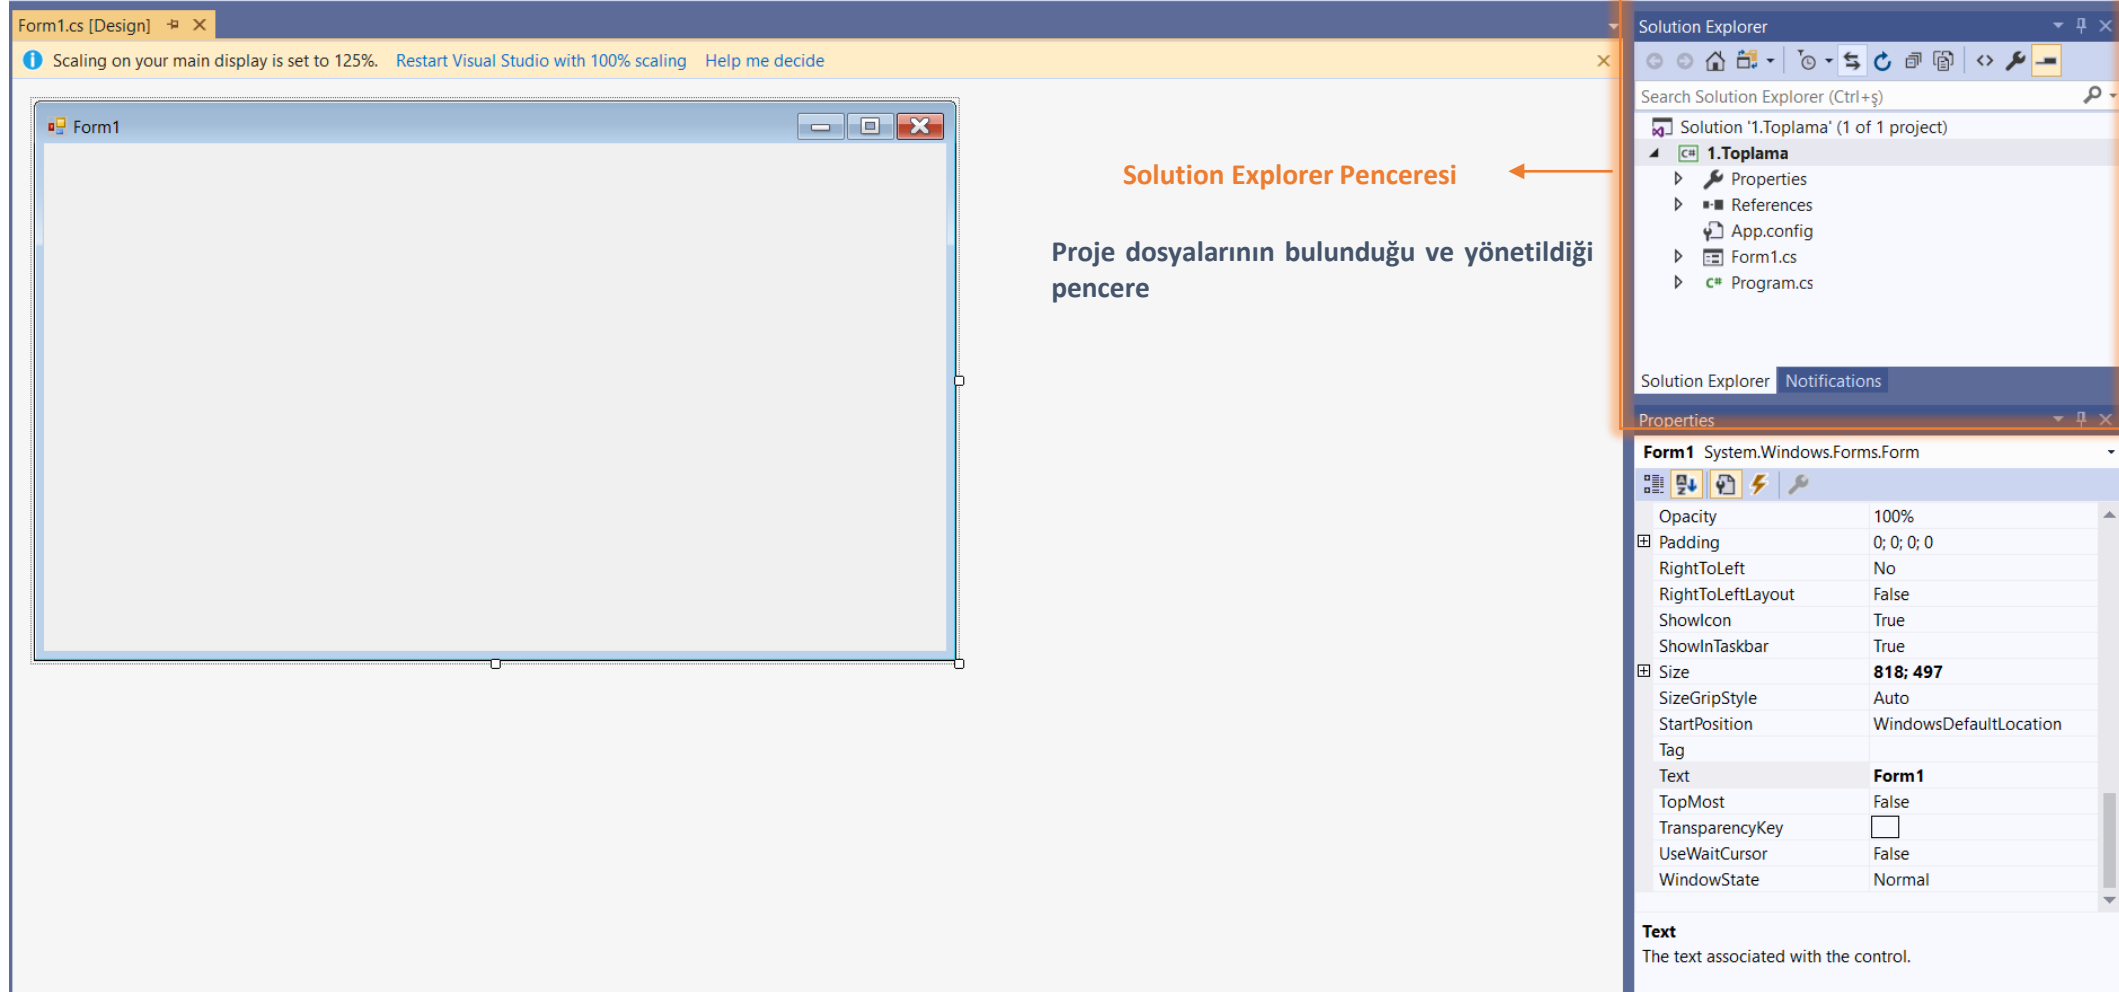 Form1.cs [Design]
Scaling on your main display is set to 125%. Restart Visual Studio with 100% scaling Help me decide
Form1
Solution Explorer Penceresi
Proje dosyalarının bulunduğu ve yönetildiği
pencere
Solution Explorer
Search Solution Explorer (Ctrl+ş)
Solution '1.Toplama' (1 of 1 project)
C# 1.Toplama
Properties
References
App.config
Form1.cs
C# Program.cs
Solution Explorer Notifications
Properties
Form1 System.Windows.Forms.Form
Opacity 100%
Padding 0; 0; 0; 0
RightToLeft No
RightToLeftLayout False
ShowIcon True
ShowInTaskbar True
Size 818; 497
SizeGripStyle Auto
StartPosition WindowsDefaultLocation
Tag
Text Form1
TopMost False
TransparencyKey
UseWaitCursor False
WindowState Normal
Text
The text associated with the control.